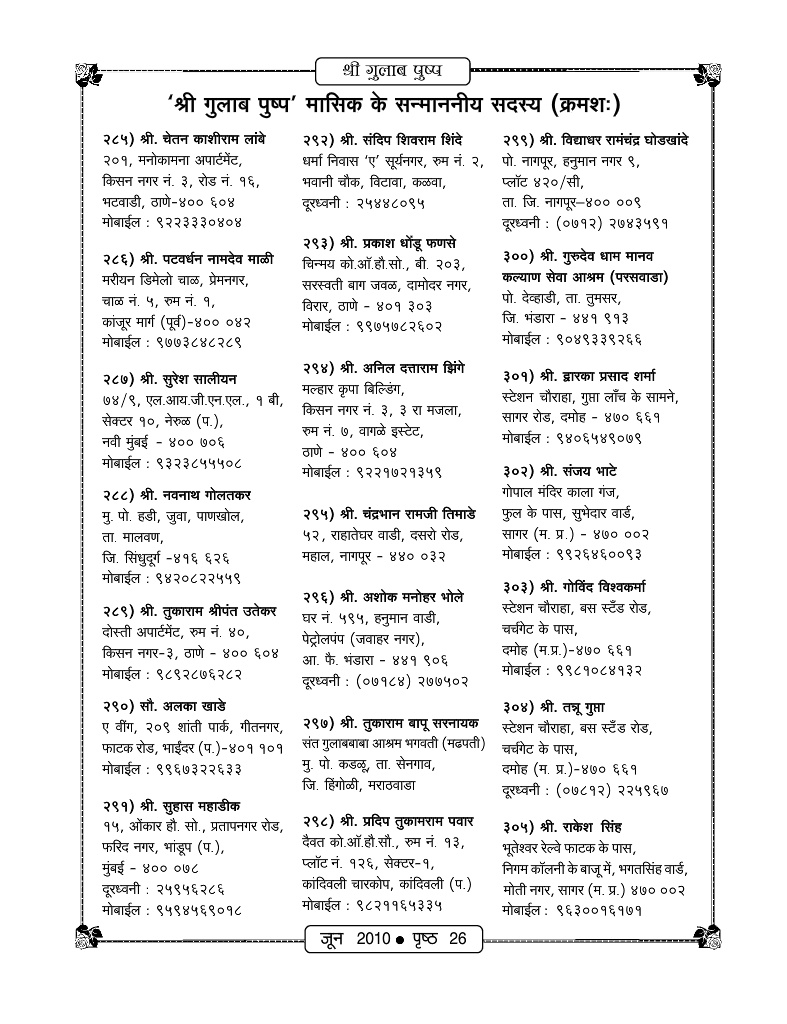 श्री गुलाब पुष्प
‘श्री गुलाब पुष्प’ मासिक के सन्माननीय सदस्य (क्रमशः)
२८५) श्री. चेतन काशीराम लांबे
२०१, मनोकामना अपार्टमेंट,
किसन नगर नं. ३, रोड नं. १६,
भटवाडी, ठाणे-४०० ६०४
मोबाईल : ९२२३३३०४०४
२८६) श्री. पटवर्धन नामदेव माळी
मरीयन डिमेलो चाळ, प्रेमनगर,
चाळ नं. ५, रुम नं. १,
कांजूर मार्ग (पूर्व)-४०० ०४२
मोबाईल : ९७७३८४८२८९
२८७) श्री. सुरेश सालीयन
७४/९, एल.आय.जी.एन.एल., १ बी,
सेक्टर १०, नेरुळ (प.),
नवी मुंबई - ४०० ७०६
मोबाईल : ९३२३८५५५०८
२८८) श्री. नवनाथ गोलतकर
मु. पो. हडी, जुवा, पाणखोल,
ता. मालवण,
जि. सिंधुदूर्ग -४१६ ६२६
मोबाईल : ९४२०८२२५५९
२८९) श्री. तुकाराम श्रीपंत उतेकर
दोस्ती अपार्टमेंट, रुम नं. ४०,
किसन नगर-३, ठाणे - ४०० ६०४
मोबाईल : ९८९२८७६२८२
२९०) सौ. अलका खाडे
ए वींग, २०९ शांती पार्क, गीतनगर,
फाटक रोड, भाईंदर (प.)-४०१ १०१
मोबाईल : ९९६७३२२६३३
२९१) श्री. सुहास महाडीक
१५, ओंकार हौ. सो., प्रतापनगर रोड,
फरिद नगर, भांडूप (प.),
मुंबई - ४०० ०७८
दूरध्वनी : २५९५६२८६
मोबाईल : ९५९४५६९०१८
२९२) श्री. संदिप शिवराम शिंदे
धर्मा निवास ‘ए’ सूर्यनगर, रुम नं. २,
भवानी चौक, विटावा, कळवा,
दूरध्वनी : २५४४८०९५
२९३) श्री. प्रकाश धोंडू फणसे
चिन्मय को.ऑ.हौ.सो., बी. २०३,
सरस्वती बाग जवळ, दामोदर नगर,
विरार, ठाणे - ४०१ ३०३
मोबाईल : ९९७५७८२६०२
२९४) श्री. अनिल दत्ताराम झिंगे
मल्हार कृपा बिल्डिंग,
किसन नगर नं. ३, ३ रा मजला,
रुम नं. ७, वागळे इस्टेट,
ठाणे - ४०० ६०४
मोबाईल : ९२२१७२१३५९
२९५) श्री. चंद्रभान रामजी तिमाडे
५२, राहातेघर वाडी, दसरो रोड,
महाल, नागपूर - ४४० ०३२
२९६) श्री. अशोक मनोहर भोले
घर नं. ५९५, हनुमान वाडी,
पेट्रोलपंप (जवाहर नगर),
आ. फै. भंडारा - ४४१ ९०६
दूरध्वनी : (०७१८४) २७७५०२
२९७) श्री. तुकाराम बापू सरनायक
संत गुलाबबाबा आश्रम भगवती (मढपती)
मु. पो. कडळू, ता. सेनगाव,
जि. हिंगोळी, मराठवाडा
२९८) श्री. प्रदिप तुकामराम पवार
दैवत को.ऑ.हौ.सौ., रुम नं. १३,
प्लॉट नं. १२६, सेक्टर-१,
कांदिवली चारकोप, कांदिवली (प.)
मोबाईल : ९८२११६५३३५
२९९) श्री. विद्याधर रामंचंद्र घोडखांदे
पो. नागपूर, हनुमान नगर ९,
प्लॉट ४२०/सी,
ता. जि. नागपूर–४०० ००९
दूरध्वनी : (०७१२) २७४३५९१
३००) श्री. गुरुदेव धाम मानव
कल्याण सेवा आश्रम (परसवाडा)
पो. देव्हाडी, ता. तुमसर,
जि. भंडारा - ४४१ ९१३
मोबाईल : ९०४९३३९२६६
३०१) श्री. द्वारका प्रसाद शर्मा
स्टेशन चौराहा, गुप्ता लाँच के सामने,
सागर रोड, दमोह - ४७० ६६१
मोबाईल : ९४०६५४९०७९
३०२) श्री. संजय भाटे
गोपाल मंदिर काला गंज,
फुल के पास, सुभेदार वार्ड,
सागर (म. प्र.) - ४७० ००२
मोबाईल : ९९२६४६००९३
३०३) श्री. गोविंद विश्वकर्मा
स्टेशन चौराहा, बस स्टँड रोड,
चर्चगेट के पास,
दमोह (म.प्र.)-४७० ६६१
मोबाईल : ९९८१०८४१३२
३०४) श्री. तन्नू गुप्ता
स्टेशन चौराहा, बस स्टँड रोड,
चर्चगेट के पास,
दमोह (म. प्र.)-४७० ६६१
दूरध्वनी : (०७८१२) २२५९६७
३०५) श्री. राकेश सिंह
भूतेश्वर रेल्वे फाटक के पास,
निगम कॉलनी के बाजू में, भगतसिंह वार्ड,
मोती नगर, सागर (म. प्र.) ४७० ००२
मोबाईल : ९६३००१६१७१
जून 2010 ● पृष्ठ 26